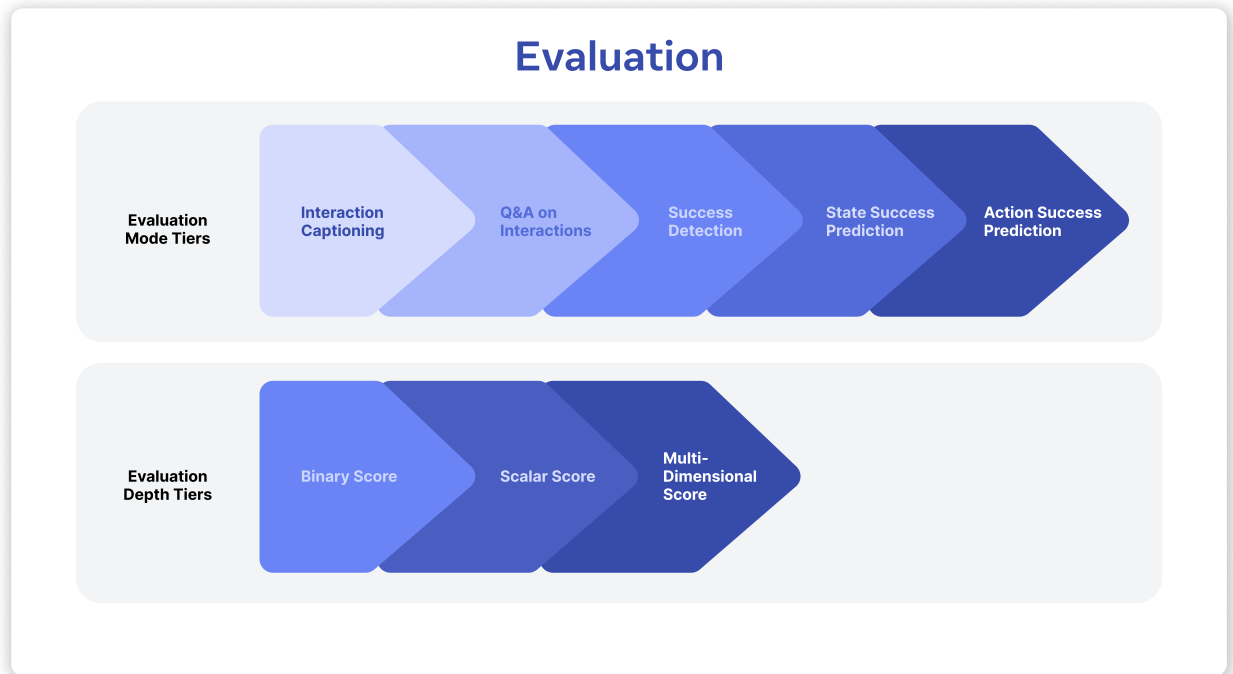 Evaluation
Evaluation
Mode Tiers
Interaction
Captioning
Q&A on
Interactions
Success
Detection
State Success
Prediction
Action Success
Prediction
Evaluation
Depth Tiers
Binary Score
Scalar Score
Multi-
Dimensional
Score